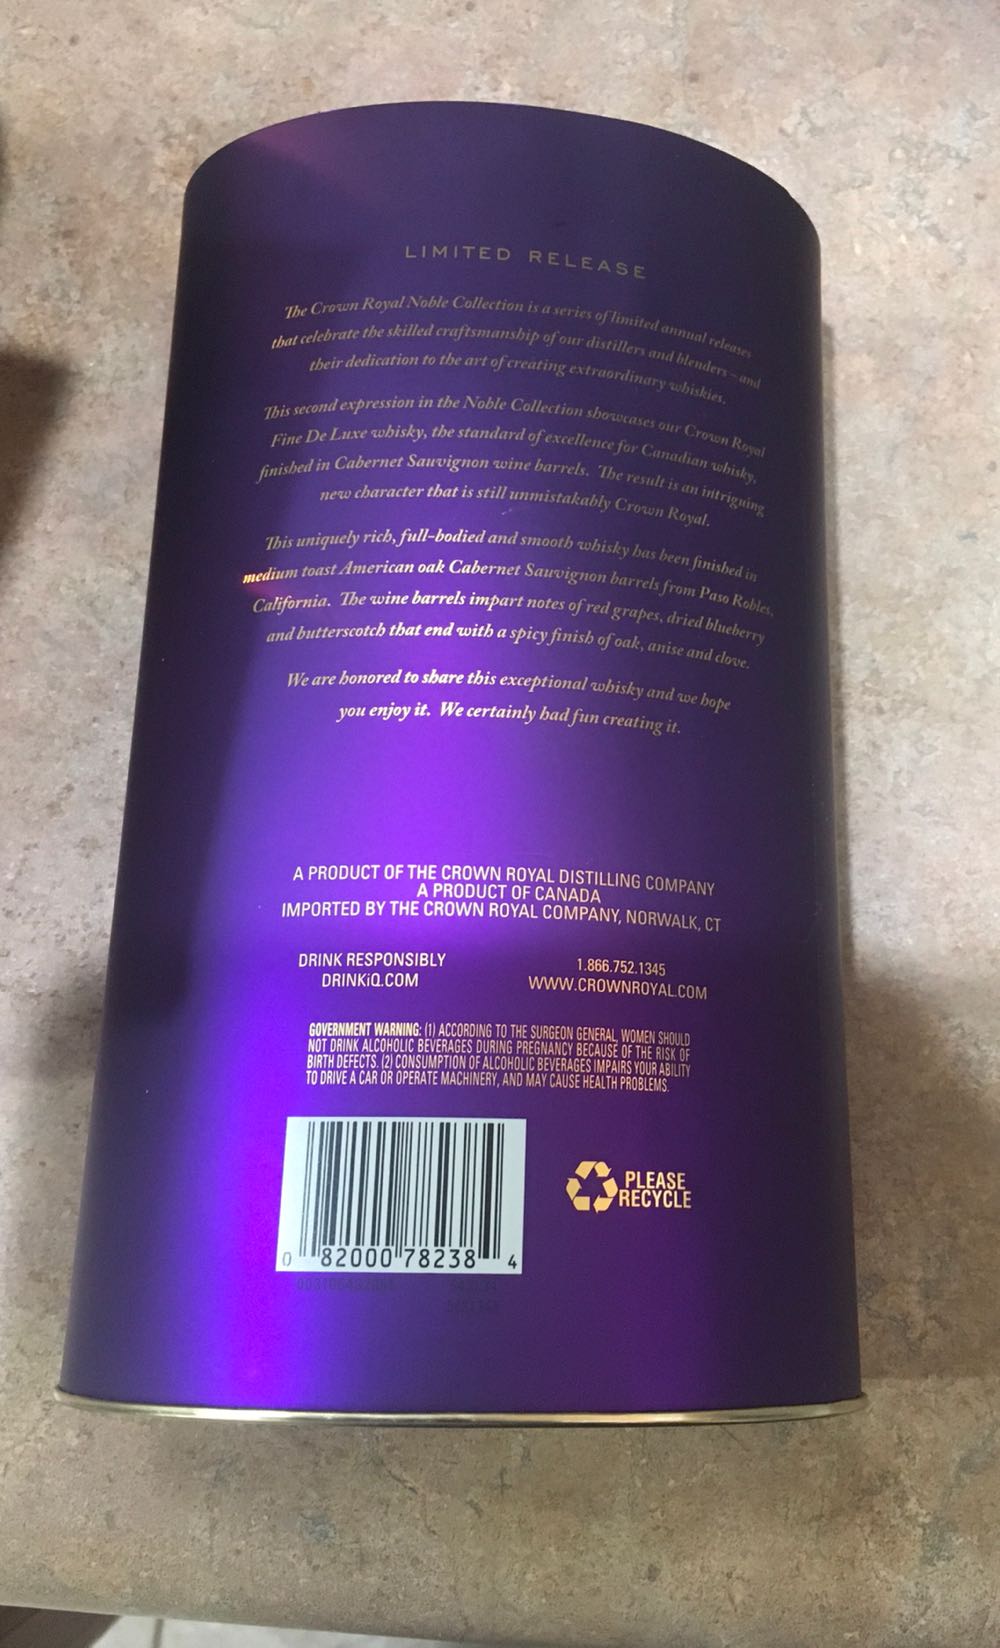 LIMITED RELEASE
The Crown Royal Noble Collection is a series of limited annual releases
that celebrate the skilled craftsmanship of our distillers and blenders – and
their dedication to the art of creating extraordinary whiskies.
This second expression in the Noble Collection showcases our Crown Royal
Fine De Luxe whisky, the standard of excellence for Canadian whisky,
finished in Cabernet Sauvignon wine barrels. The result is an intriguing
new character that is still unmistakably Crown Royal.
This uniquely rich, full-bodied and smooth whisky has been finished in
medium toast American oak Cabernet Sauvignon barrels from Paso Robles,
California. The wine barrels impart notes of red grapes, dried blueberry
and butterscotch that end with a spicy finish of oak, anise and clove.
We are honored to share this exceptional whisky and we hope
you enjoy it. We certainly had fun creating it.
A PRODUCT OF THE CROWN ROYAL DISTILLING COMPANY
A PRODUCT OF CANADA
IMPORTED BY THE CROWN ROYAL COMPANY, NORWALK, CT
DRINK RESPONSIBLY
DRINKiQ.COM
1.866.752.1345
WWW.CROWNROYAL.COM
GOVERNMENT WARNING: (1) ACCORDING TO THE SURGEON GENERAL, WOMEN SHOULD
NOT DRINK ALCOHOLIC BEVERAGES DURING PREGNANCY BECAUSE OF THE RISK OF
BIRTH DEFECTS. (2) CONSUMPTION OF ALCOHOLIC BEVERAGES IMPAIRS YOUR ABILITY
TO DRIVE A CAR OR OPERATE MACHINERY, AND MAY CAUSE HEALTH PROBLEMS.
0 82000 78238 4
PLEASE
RECYCLE